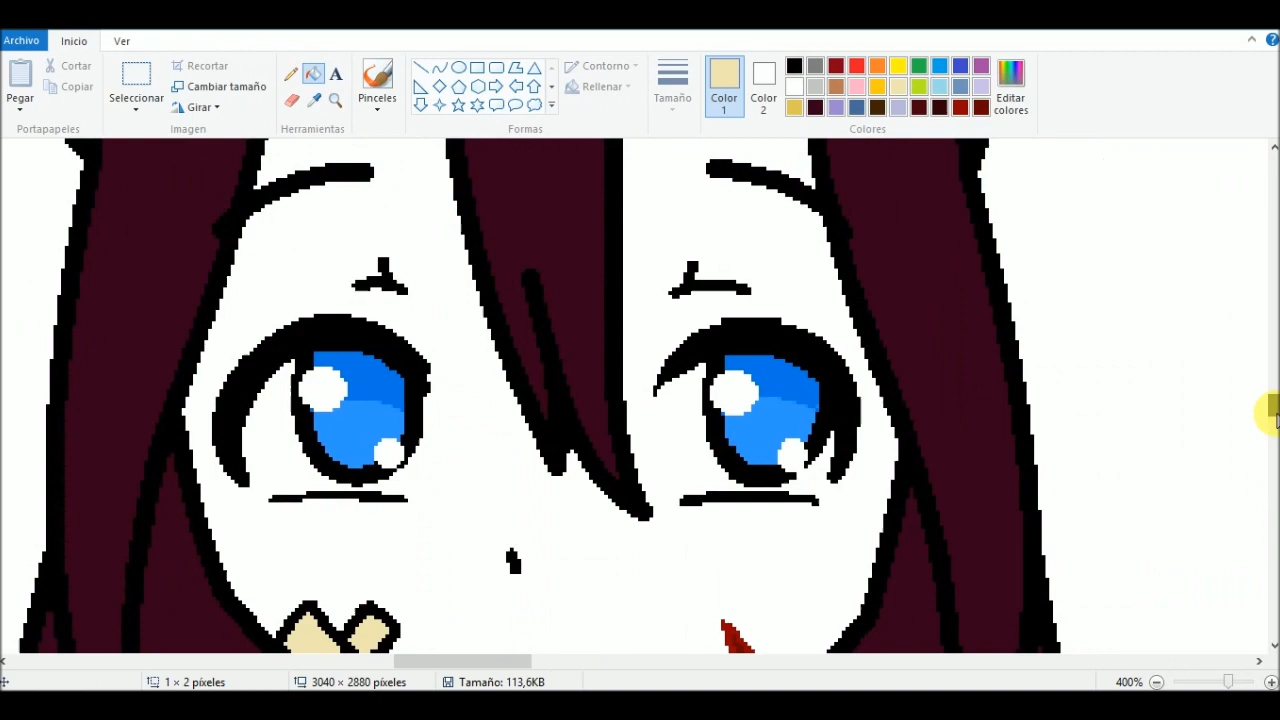 Archivo Inicio Ver
Pegar
Cortar
Copiar
Portapapeles
Seleccionar
Recortar
Cambiar tamaño
Girar
Imagen
A
Herramientas
Pinceles
Contorno
Rellenar
Formas
Tamaño
Color
1
Color
2
Editar
colores
Colores
?
1 × 2 píxeles
3040 × 2880 píxeles
Tamaño: 113,6KB
400%